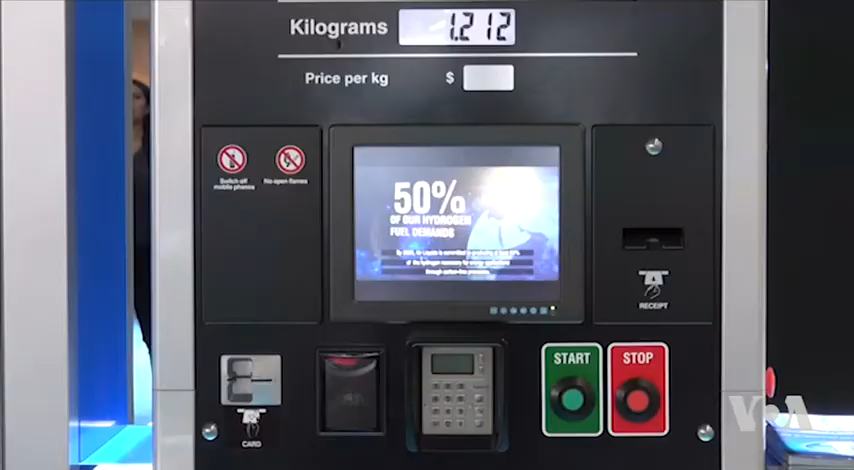 Kilograms 1.212
Price per kg $
Switch off
mobile phones
No open flames
50%
OF OUR HYDROGEN
FUEL DEMANDS
RECEIPT
START
STOP
CARD
VOA